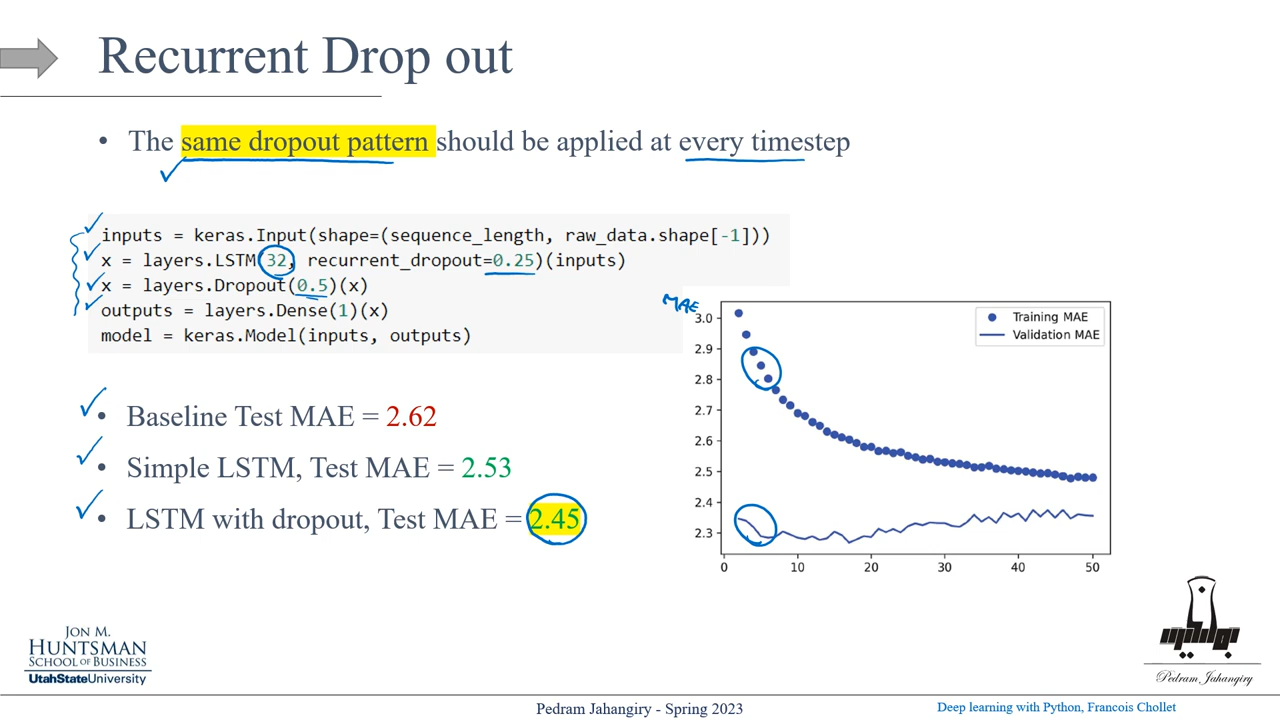 Recurrent Drop out
• The same dropout pattern should be applied at every timestep
inputs = keras.Input(shape=(sequence_length, raw_data.shape[-1]))
x = layers.LSTM(32, recurrent_dropout=0.25)(inputs)
x = layers.Dropout(0.5)(x)
outputs = layers.Dense(1)(x)
model = keras.Model(inputs, outputs)
• Baseline Test MAE = 2.62
• Simple LSTM, Test MAE = 2.53
• LSTM with dropout, Test MAE = 2.45
MAE
3.0
2.9
2.8
2.7
2.6
2.5
2.4
2.3
0 10 20 30 40 50
Training MAE
Validation MAE
JON M.
HUNTSMAN
SCHOOL OF BUSINESS
UtahStateUniversity
Pedram Jahangiry
Pedram Jahangiry - Spring 2023
Deep learning with Python, Francois Chollet